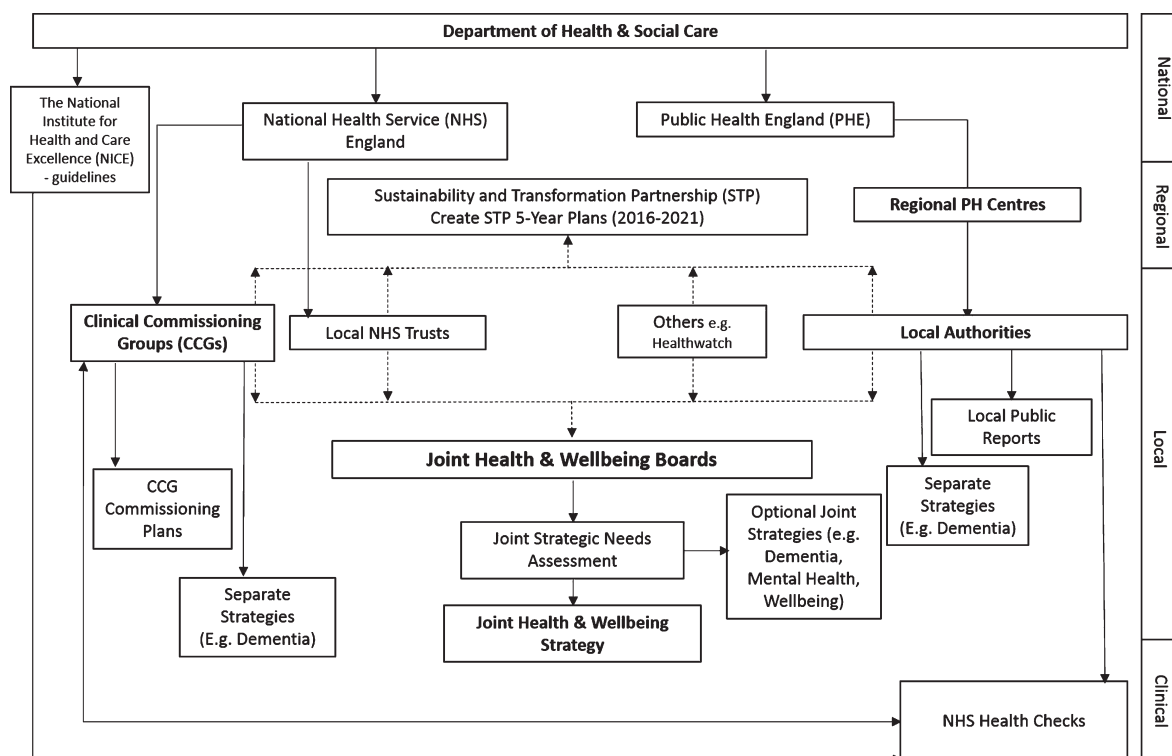 Department of Health & Social Care
National
The National
Institute for
Health and Care
Excellence (NICE)
- guidelines
National Health Service (NHS)
England
Public Health England (PHE)
Sustainability and Transformation Partnership (STP)
Create STP 5-Year Plans (2016-2021)
Regional PH Centres
Regional
Clinical Commissioning
Groups (CCGs)
Local NHS Trusts
Others e.g.
Healthwatch
Local Authorities
Local
Local Public
Reports
Joint Health & Wellbeing Boards
CCG
Commissioning
Plans
Separate
Strategies
(E.g. Dementia)
Joint Strategic Needs
Assessment
Optional Joint
Strategies (e.g.
Dementia,
Mental Health,
Wellbeing)
Separate
Strategies
(E.g. Dementia)
Joint Health & Wellbeing
Strategy
NHS Health Checks
Clinical